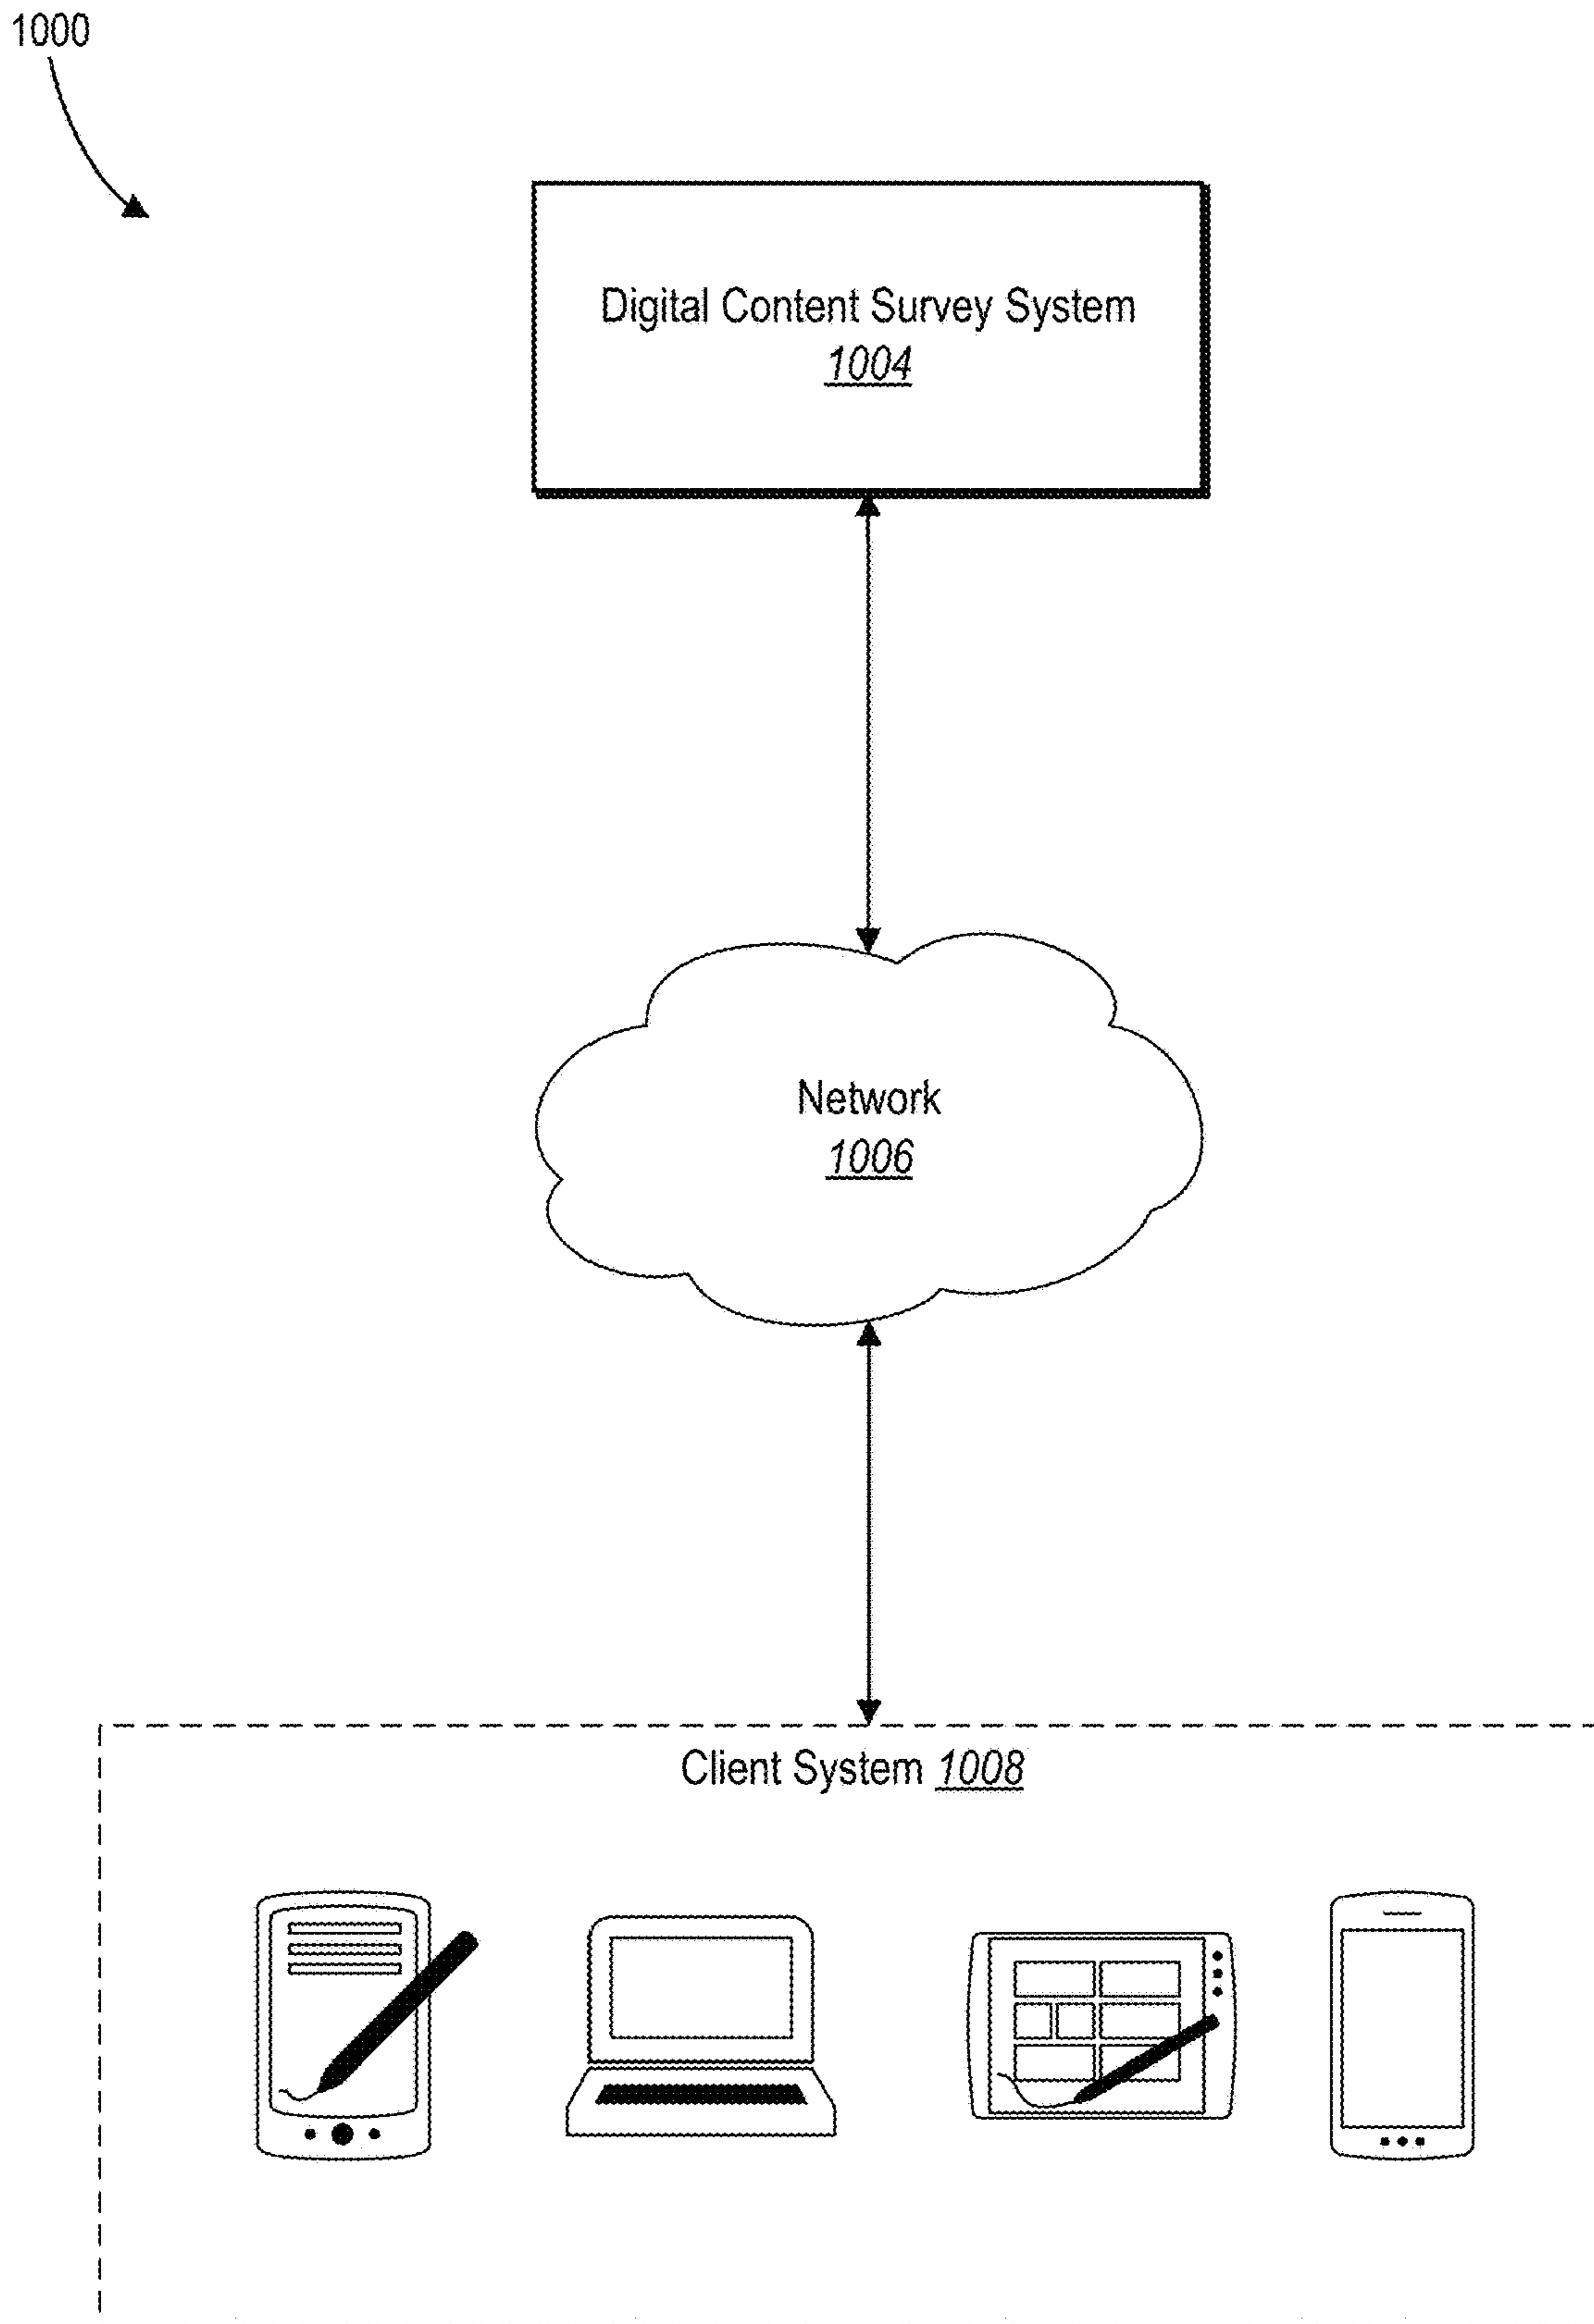 1000
Digital Content Survey System
1004
Network
1006
Client System 1008